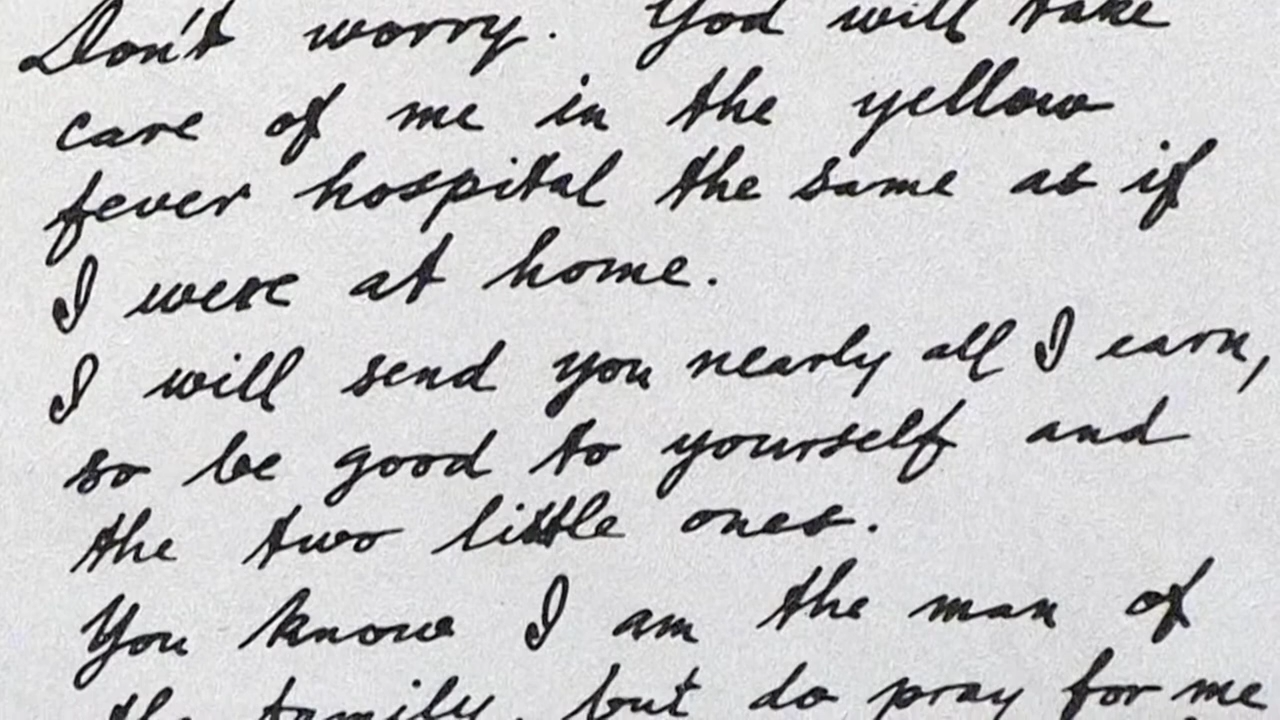 Don't worry. God will take
care of me in the yellow
fever hospital the same as if
I were at home.
I will send you nearly all I earn,
so be good to yourself and
the two little ones.
You know I am the man of
the family, but do pray for me